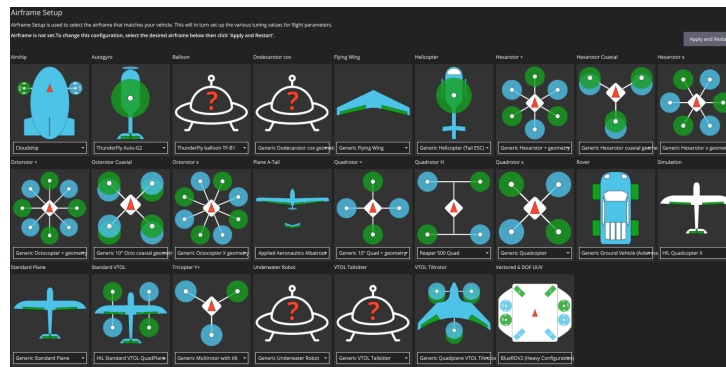 Airframe Setup
Airframe Setup is used to select the airframe that matches your vehicle. This will in turn set up the various tuning values for flight parameters.
Airframe is not set.To change this configuration, select the desired airframe below then click 'Apply and Restart'.
Apply and Resta
Airship
Autogyro
Balloon
Dodecarotor cox
Flying Wing
Helicopter
Hexarotor +
Hexarotor Coaxial
Hexarotor x
Cloudship
ThunderFly Auto-G2
ThunderFly balloon TF-B1
Generic Dodecarotor cox geomet
Generic Flying Wing
Generic Helicopter (Tail ESC)
Generic Hexarotor + geometry
Generic Hexarotor coaxial geome
Generic Hexarotor x geometry
Octorotor +
Octorotor Coaxial
Octorotor x
Plane A-Tail
Quadrotor +
Quadrotor H
Quadrotor x
Rover
Simulation
Generic Octocopter + geometry
Generic 10" Octo coaxial geomet
Generic Octocopter X geometry
Applied Aeronautics Albatross
Generic 10" Quad + geometry
Reaper 500 Quad
Generic Quadcopter
Generic Ground Vehicle (Ackerma
HIL Quadcopter X
Standard Plane
Standard VTOL
Tricopter Y+
Underwater Robot
VTOL Tailsitter
VTOL Tiltrotor
Vectored 6 DOF UUV
Generic Standard Plane
HIL Standard VTOL QuadPlane
Generic Multirotor with tilt
Generic Underwater Robot
Generic VTOL Tailsitter
Generic Quadplane VTOL Tiltrotor
BlueROV2 (Heavy Configuration)